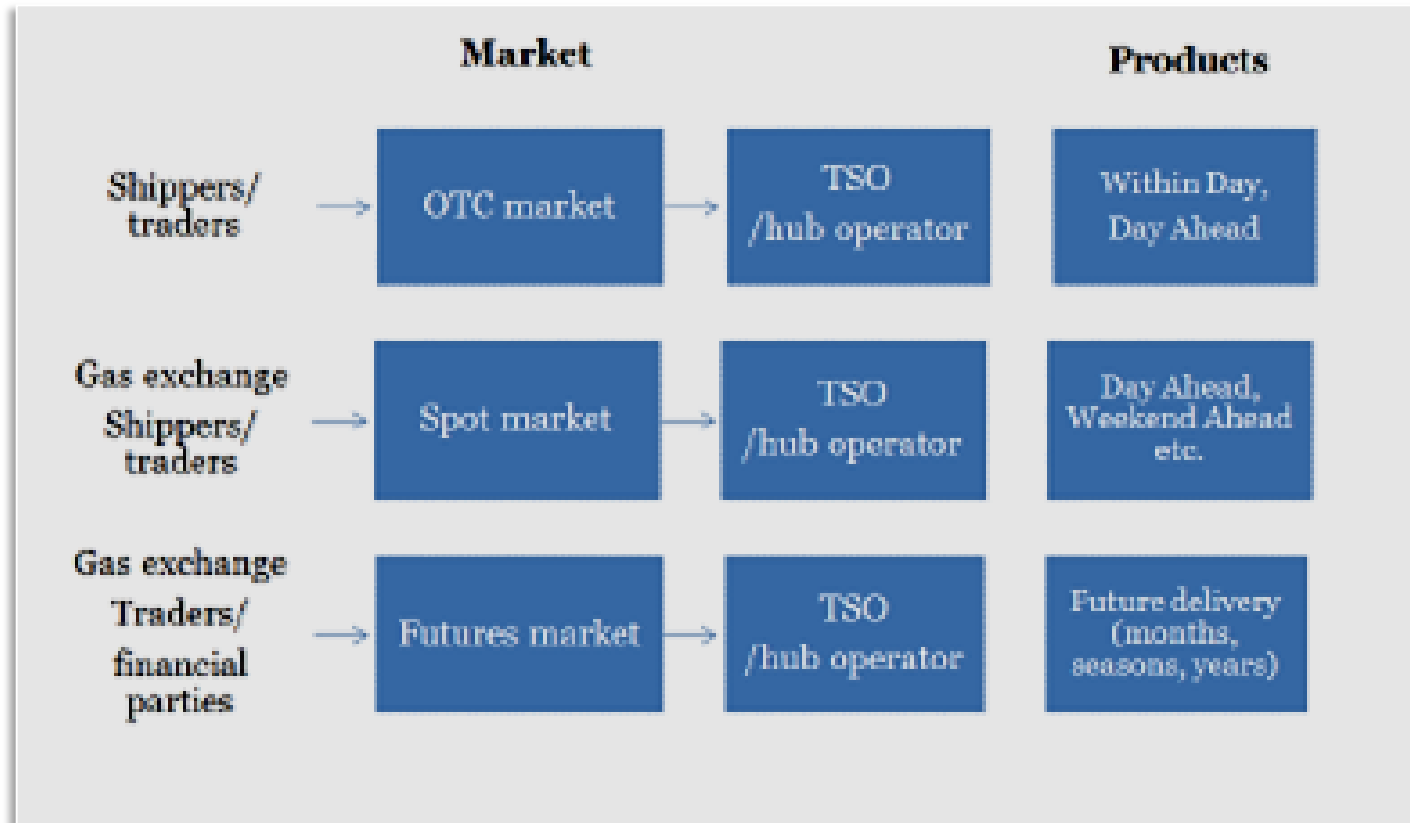 Market
Products
Shippers/
traders
OTC market
TSO
/hub operator
Within Day,
Day Ahead
Gas exchange
Shippers/
traders
Spot market
TSO
/hub operator
Day Ahead,
Weekend Ahead
etc.
Gas exchange
Traders/
financial
parties
Futures market
TSO
/hub operator
Future delivery
(months,
seasons, years)